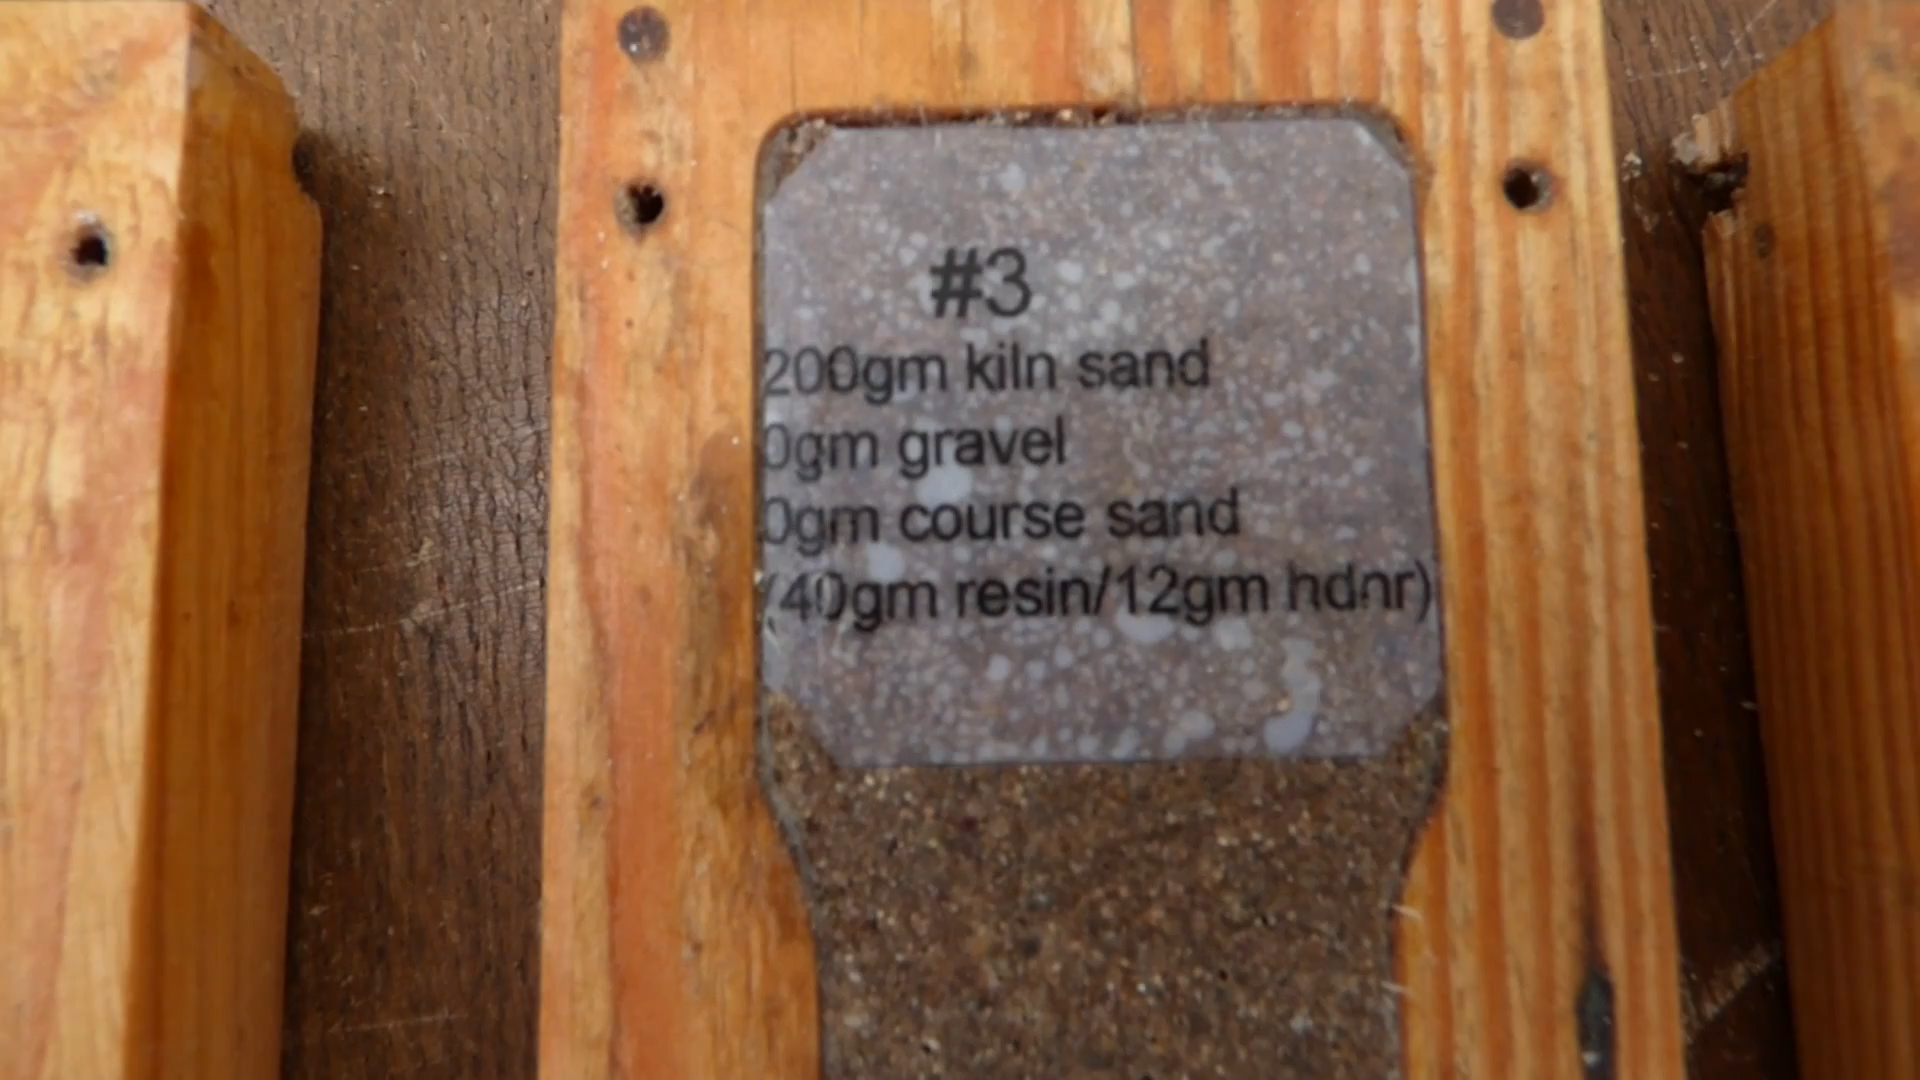 #3
200gm kiln sand
0gm gravel
0gm course sand
(40gm resin/12gm hdnr)